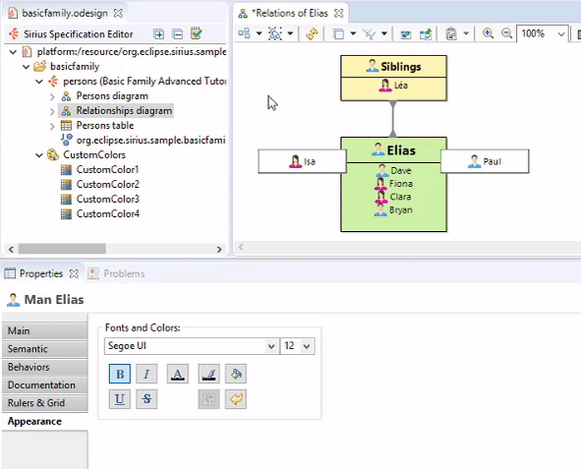 basicfamily.odesign
Sirius Specification Editor
platform:/resource/org.eclipse.sirius.sample
basicfamily
persons (Basic Family Advanced Tutor
Persons diagram
Relationships diagram
Persons table
org.eclipse.sirius.sample.basicfami
CustomColors
CustomColor1
CustomColor2
CustomColor3
CustomColor4
*Relations of Elias
100%
Siblings
Léa
Elias
Isa
Paul
Dave
Fiona
Clara
Bryan
Properties
Problems
Man Elias
Main
Semantic
Behaviors
Documentation
Rulers & Grid
Appearance
Fonts and Colors:
Segoe UI
12
B
I
A
U
S